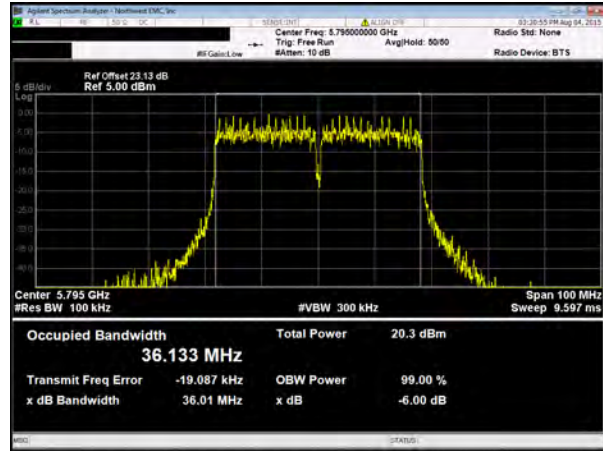 Agilent Spectrum Analyzer - Northwest EMC, Inc
RL RF 50 Ω DC SENSE:INT ALIGN OFF 03:30:55 PM Aug 04, 2015
Center Freq: 5.795000000 GHz Radio Std: None
Trig: Free Run Avg|Hold: 50/50
#IFGain:Low #Atten: 10 dB Radio Device: BTS
Ref Offset 23.13 dB
5 dB/div Ref 5.00 dBm
Log
0.00
-5.00
-10.0
-15.0
-20.0
-25.0
-30.0
-35.0
-40.0
Center 5.795 GHz Span 100 MHz
#Res BW 100 kHz #VBW 300 kHz Sweep 9.597 ms
Occupied Bandwidth Total Power 20.3 dBm
36.133 MHz
Transmit Freq Error -19.087 kHz OBW Power 99.00 %
x dB Bandwidth 36.01 MHz x dB -6.00 dB
MSG STATUS